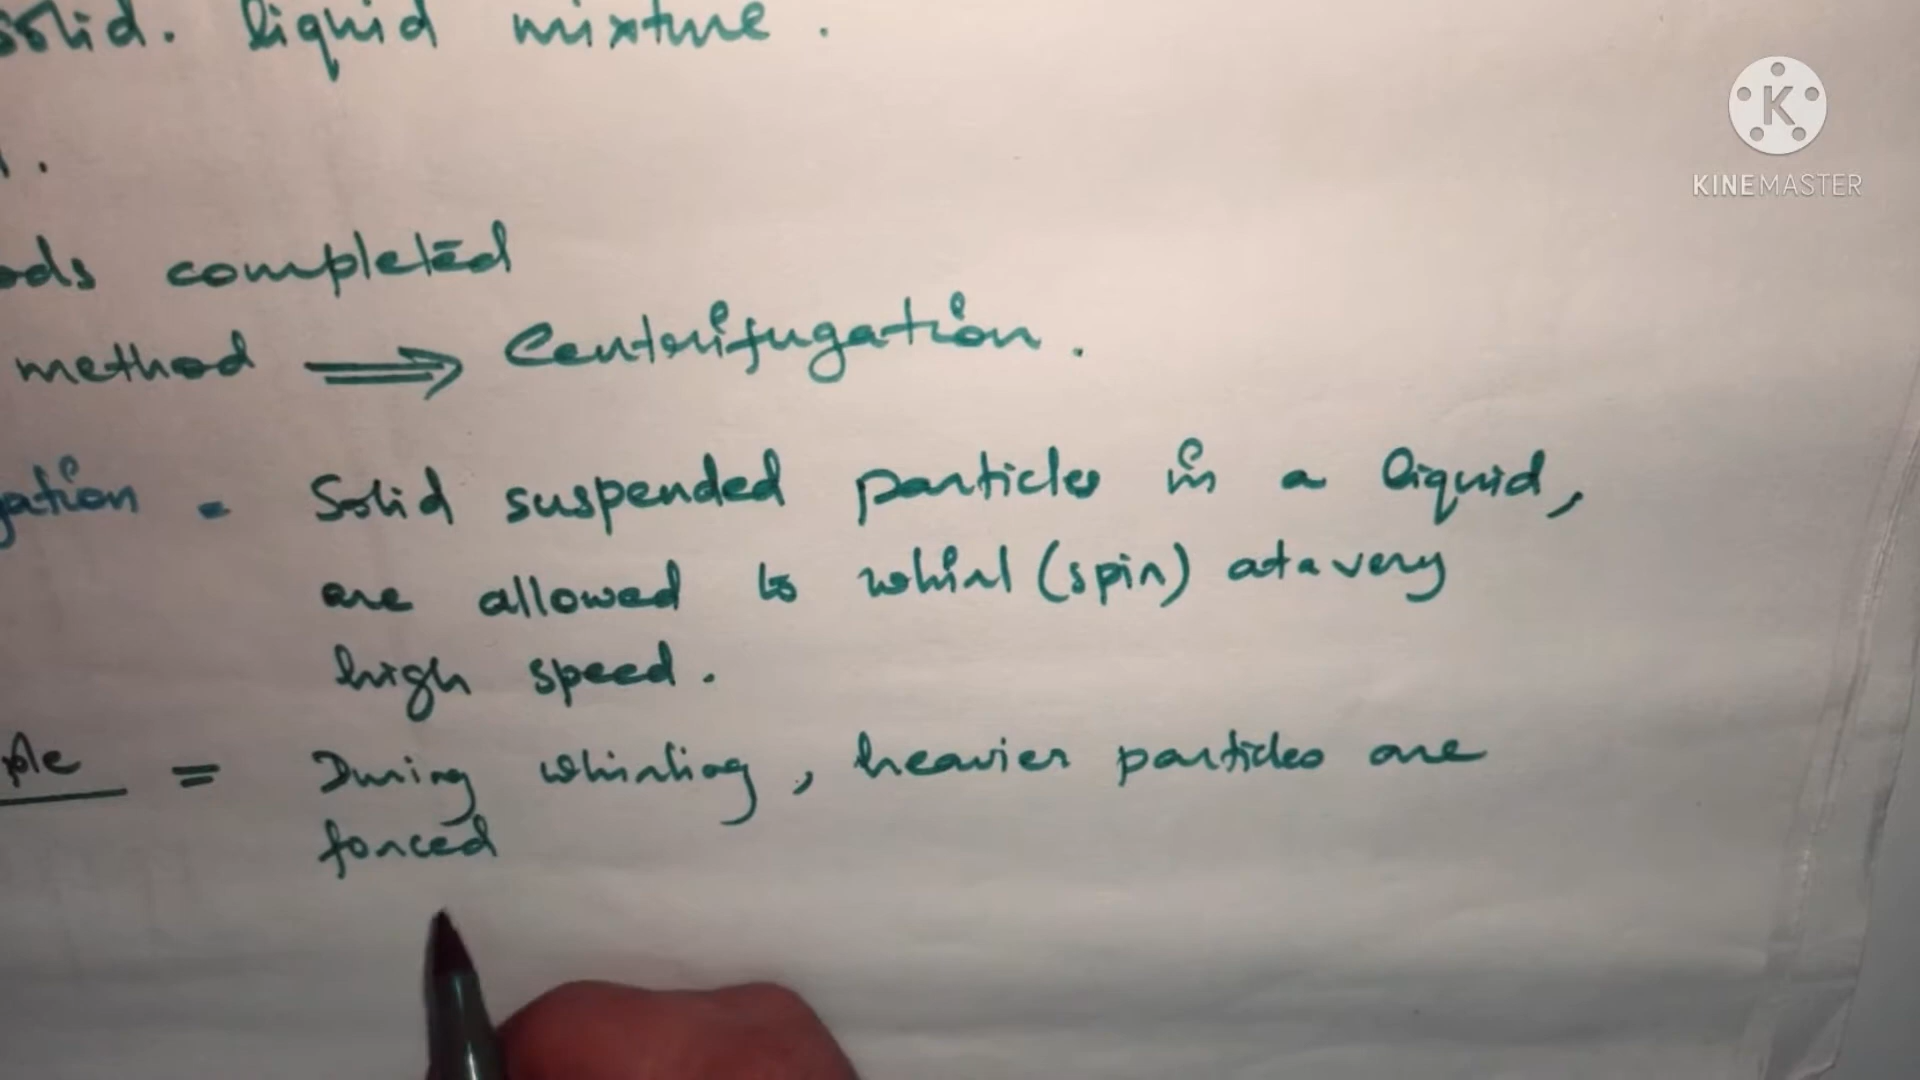 solid. liquid mixture.
completed
method ⟹ Centrifugation.
gation = Solid suspended particles in a liquid,
are allowed to whirl (spin) at a very
high speed.
ple = During whirling, heavier particles are
forced
K
KINEMASTER